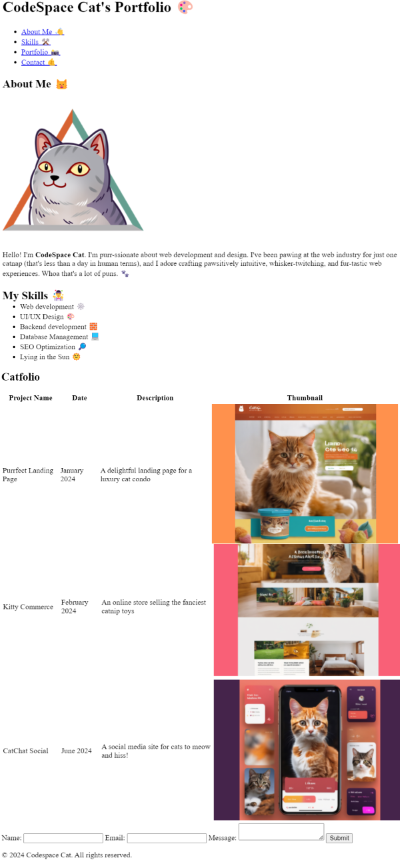 CodeSpace Cat's Portfolio 🎨
About Me 👋
Skills 🛠️
Portfolio 📷
Contact 👍
About Me 🐱
Hello! I'm CodeSpace Cat. I'm purr-ssionate about web development and design. I've been pawing at the web industry for just one
catnap (that's less than a day in human terms), and I adore crafting pawsitively intuitive, whisker-twitching, and fur-tastic web
experiences. Whoa that's a lot of puns. 🐾
My Skills 🤹
Web development 🕸️
UI/UX Design 🎯
Backend development 🧱
Database Management 📘
SEO Optimization 🔎
Lying in the Sun 🌞
Catfolio
Project Name Date Description Thumbnail
Purrfect Landing
Page
January
2024
A delightful landing page for a
luxury cat condo
Kitty Commerce
February
2024
An online store selling the fanciest
catnip toys
CatChat Social
June 2024
A social media site for cats to meow
and hiss!
Name: Email: Message: Submit
© 2024 Codespace Cat. All rights reserved.